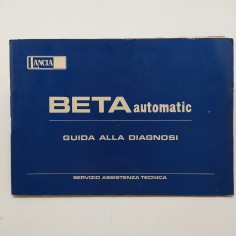 LANCIA
BETA automatic
GUIDA ALLA DIAGNOSI
SERVIZIO ASSISTENZA TECNICA